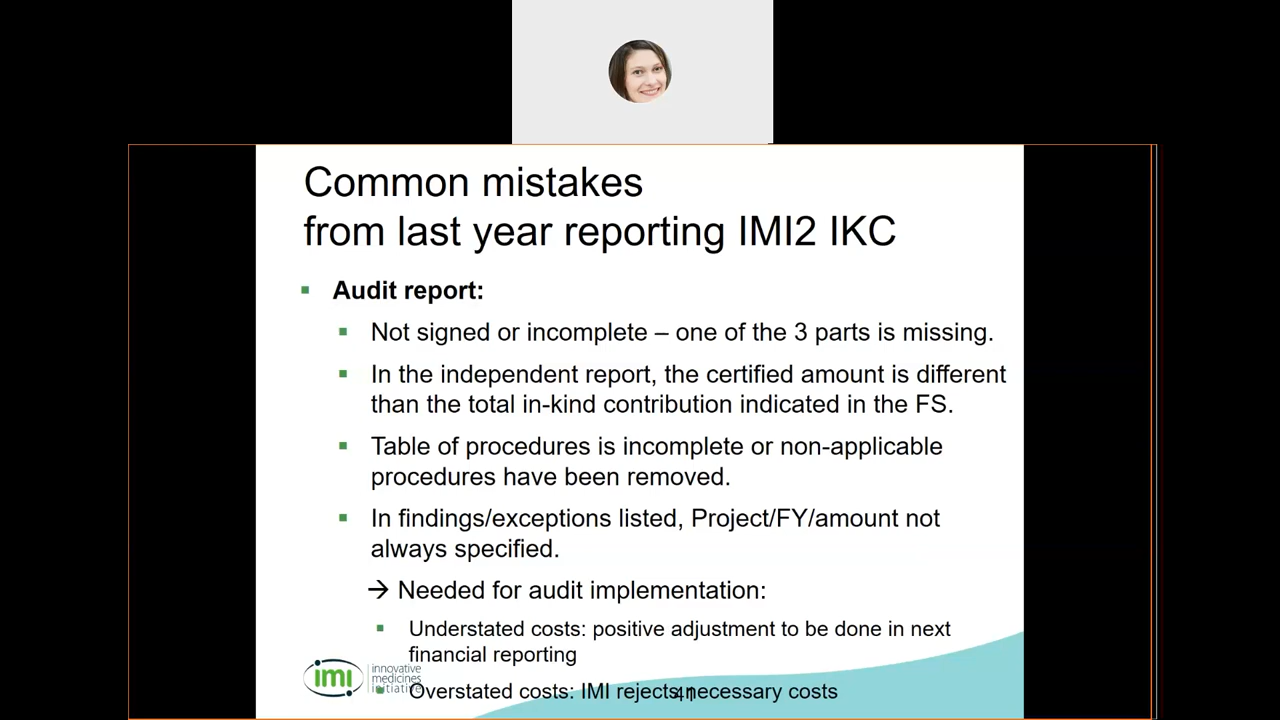 Common mistakes
from last year reporting IMI2 IKC
Audit report:
Not signed or incomplete – one of the 3 parts is missing.
In the independent report, the certified amount is different
than the total in-kind contribution indicated in the FS.
Table of procedures is incomplete or non-applicable
procedures have been removed.
In findings/exceptions listed, Project/FY/amount not
always specified.
→ Needed for audit implementation:
Understated costs: positive adjustment to be done in next
financial reporting
Overstated costs: IMI rejects necessary costs
41
imi
innovative
medicines
initiative